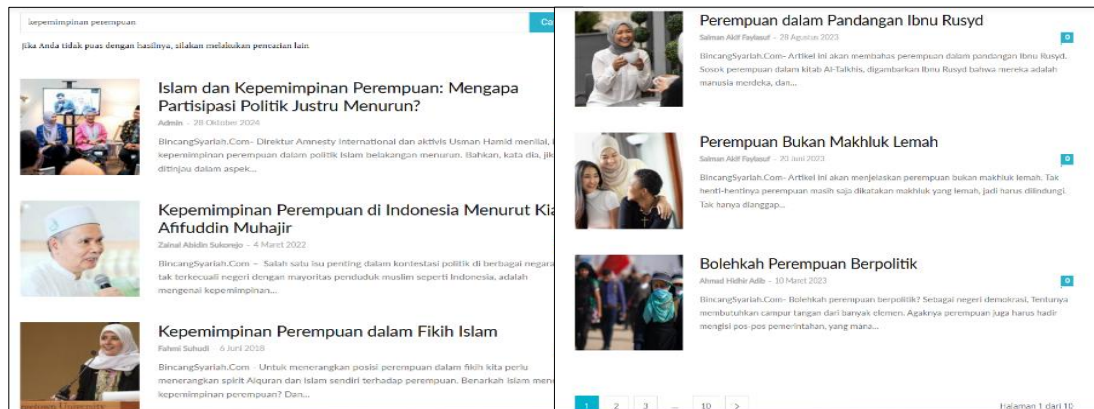 kepemimpinan perempuan
Jika Anda tidak puas dengan hasilnya, silakan melakukan pencarian lain
Islam dan Kepemimpinan Perempuan: Mengapa
Partisipasi Politik Justru Menurun?
Admin - 28 Oktober 2024
BincangSyariah.Com- Direktur Amnesty International dan aktivis Usman Hamid menilai,
kepemimpinan perempuan dalam politik Islam belakangan menurun. Bahkan, kata dia, jik
ditinjau dalam aspek...
Kepemimpinan Perempuan di Indonesia Menurut Kia
Afifuddin Muhajir
Zainal Abidin Sukorejo - 4 Maret 2022
BincangSyariah.Com – Salah satu isu penting dalam kontestasi politik di berbagai negara
tak terkecuali negeri dengan mayoritas penduduk muslim seperti Indonesia, adalah
mengenai kepemimpinan...
Kepemimpinan Perempuan dalam Fikih Islam
Fahmi Suhudi - 6 Juni 2018
BincangSyariah.Com - Untuk menerangkan posisi perempuan dalam fikih kita perlu
menerangkan spirit Alquran dan Islam sendiri terhadap perempuan. Benarkah Islam men
kepemimpinan perempuan? Dan...
Perempuan dalam Pandangan Ibnu Rusyd
Salman Akif Faylasuf - 28 Agustus 2023
0
BincangSyariah.Com- Artikel ini akan membahas perempuan dalam pandangan Ibnu Rusyd.
Sosok perempuan dalam kitab Al-Talkhis, digambarkan Ibnu Rusyd bahwa mereka adalah
manusia merdeka, dan...
Perempuan Bukan Makhluk Lemah
Salman Akif Faylasuf - 20 Juni 2023
0
BincangSyariah.Com- Artikel ini akan menjelaskan perempuan bukan makhluk lemah. Tak
henti-hentinya perempuan masih saja dikatakan makhluk yang lemah, jadi harus dilindungi.
Tak hanya dianggap...
Bolehkah Perempuan Berpolitik
Ahmad Hidhir Adib - 10 Maret 2023
0
BincangSyariah.Com- Bolehkah perempuan berpolitik? Sebagai negeri demokrasi, Tentunya
membutuhkan campur tangan dari banyak elemen. Agaknya perempuan juga harus hadir
mengisi pos-pos pemerintahan, yang mana...
1 2 3 ... 10 >
Halaman 1 dari 10